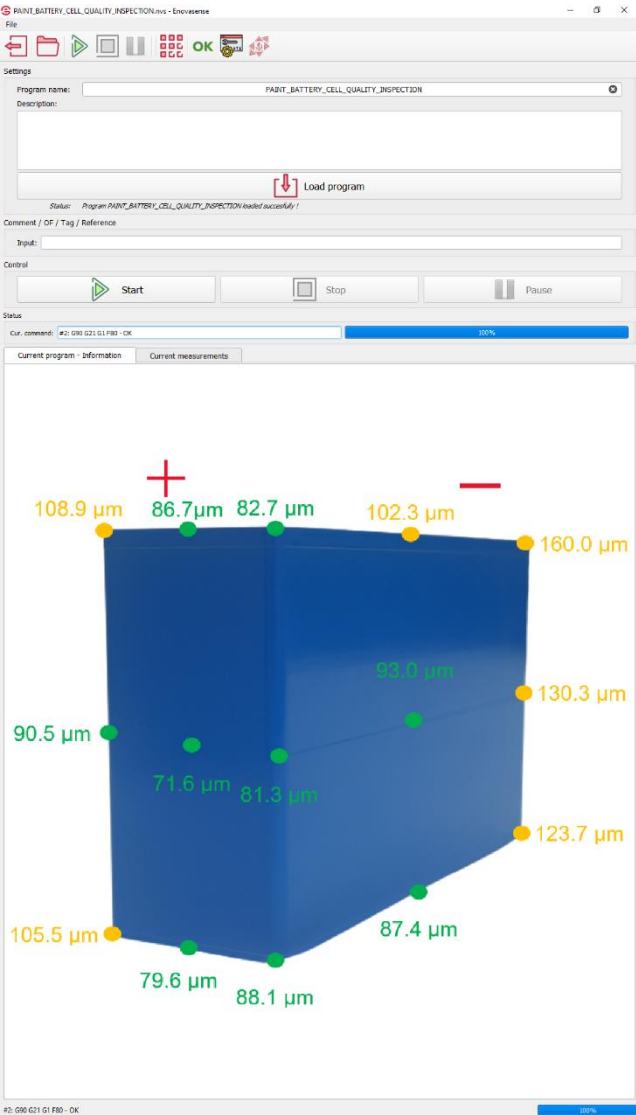 PAINT_BATTERY_CELL_QUALITY_INSPECTION.nvs - Enovasense
File
OK
Settings
Program name: PAINT_BATTERY_CELL_QUALITY_INSPECTION
Description:
Load program
Status: Program PAINT_BATTERY_CELL_QUALITY_INSPECTION loaded succesfully !
Comment / OF / Tag / Reference
Input:
Control
Start Stop Pause
Status
Cur. command: #2: G90 G21 G1 F80 - OK 100%
Current program - Information Current measurements
+ −
108.9 µm 86.7µm 82.7 µm 102.3 µm
160.0 µm
93.0 µm
130.3 µm
90.5 µm
71.6 µm 81.3 µm
123.7 µm
105.5 µm 87.4 µm
79.6 µm
88.1 µm
#2: G90 G21 G1 F80 - OK 100%